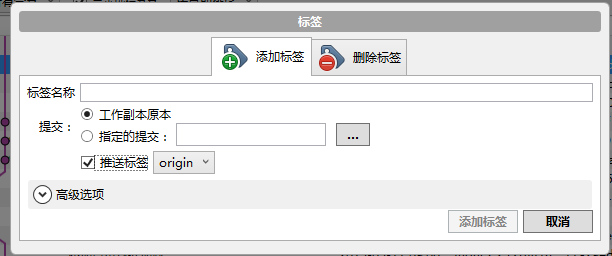 标签
添加标签
删除标签
标签名称
提交：
工作副本原本
指定的提交：
...
推送标签
origin
高级选项
添加标签
取消